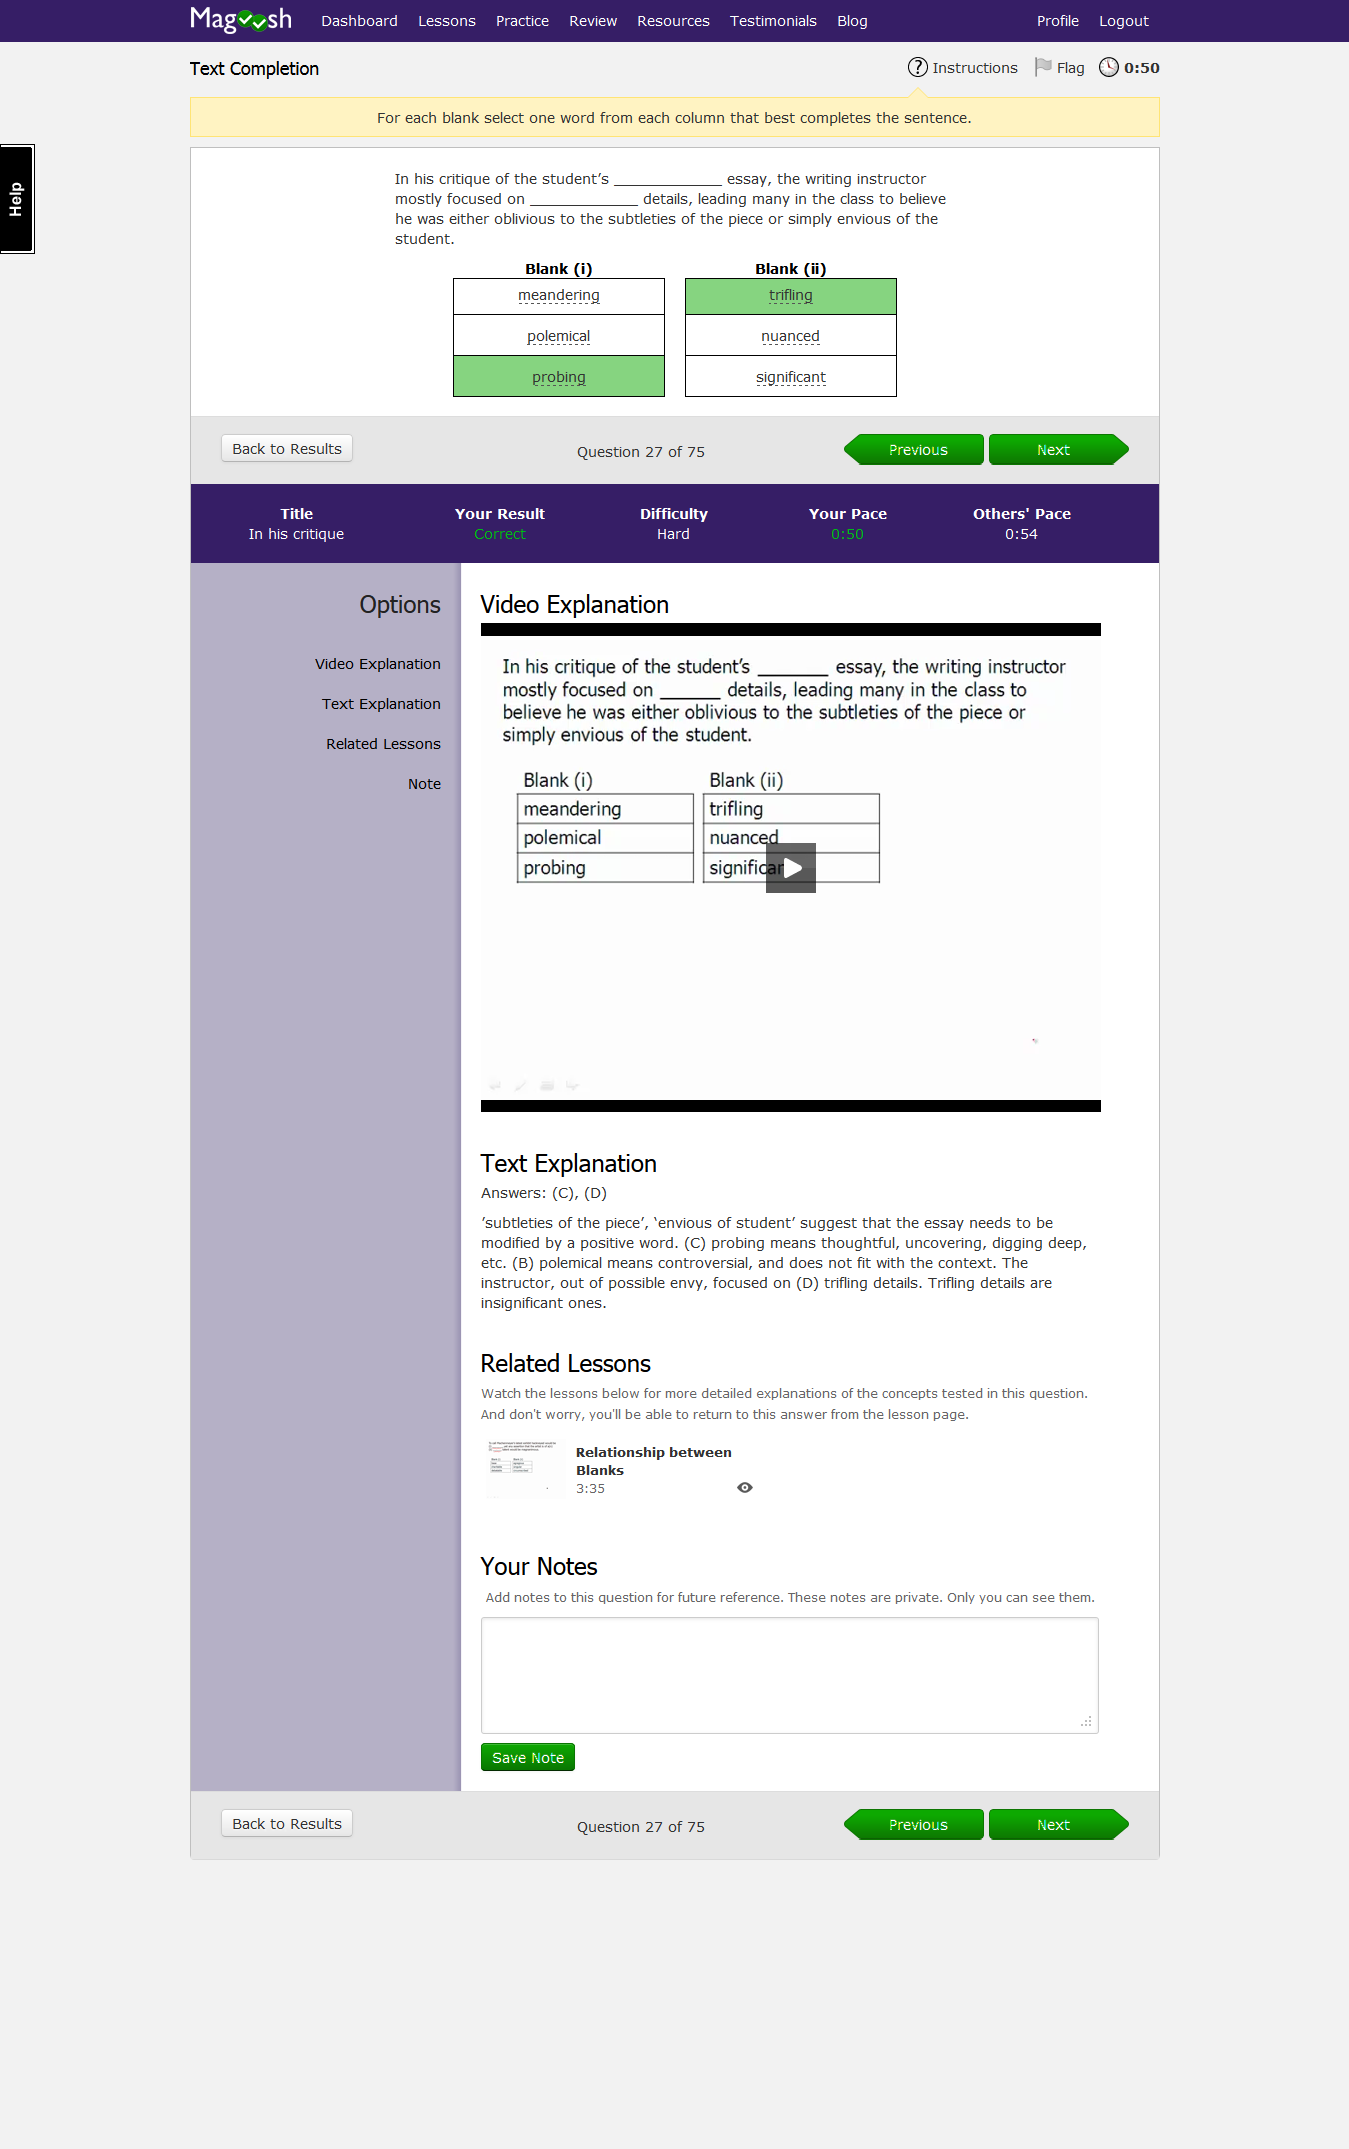 Magoosh
Dashboard Lessons Practice Review Resources Testimonials Blog Profile Logout
Text Completion
? Instructions Flag 0:50
For each blank select one word from each column that best completes the sentence.
Help
In his critique of the student’s ____________ essay, the writing instructor
mostly focused on ____________ details, leading many in the class to believe
he was either oblivious to the subtleties of the piece or simply envious of the
student.
Blank (i) Blank (ii)
meandering trifling
polemical nuanced
probing significant
Back to Results Question 27 of 75 Previous Next
Title Your Result Difficulty Your Pace Others' Pace
In his critique Correct Hard 0:50 0:54
Options
Video Explanation
Text Explanation
Related Lessons
Note
Video Explanation
In his critique of the student’s _______ essay, the writing instructor
mostly focused on ______ details, leading many in the class to
believe he was either oblivious to the subtleties of the piece or
simply envious of the student.
Blank (i) Blank (ii)
meandering trifling
polemical nuanced
probing significan
Text Explanation
Answers: (C), (D)
’subtleties of the piece’, ‘envious of student’ suggest that the essay needs to be
modified by a positive word. (C) probing means thoughtful, uncovering, digging deep,
etc. (B) polemical means controversial, and does not fit with the context. The
instructor, out of possible envy, focused on (D) trifling details. Trifling details are
insignificant ones.
Related Lessons
Watch the lessons below for more detailed explanations of the concepts tested in this question.
And don't worry, you'll be able to return to this answer from the lesson page.
Relationship between
Blanks
3:35
Your Notes
Add notes to this question for future reference. These notes are private. Only you can see them.
Save Note
Back to Results Question 27 of 75 Previous Next